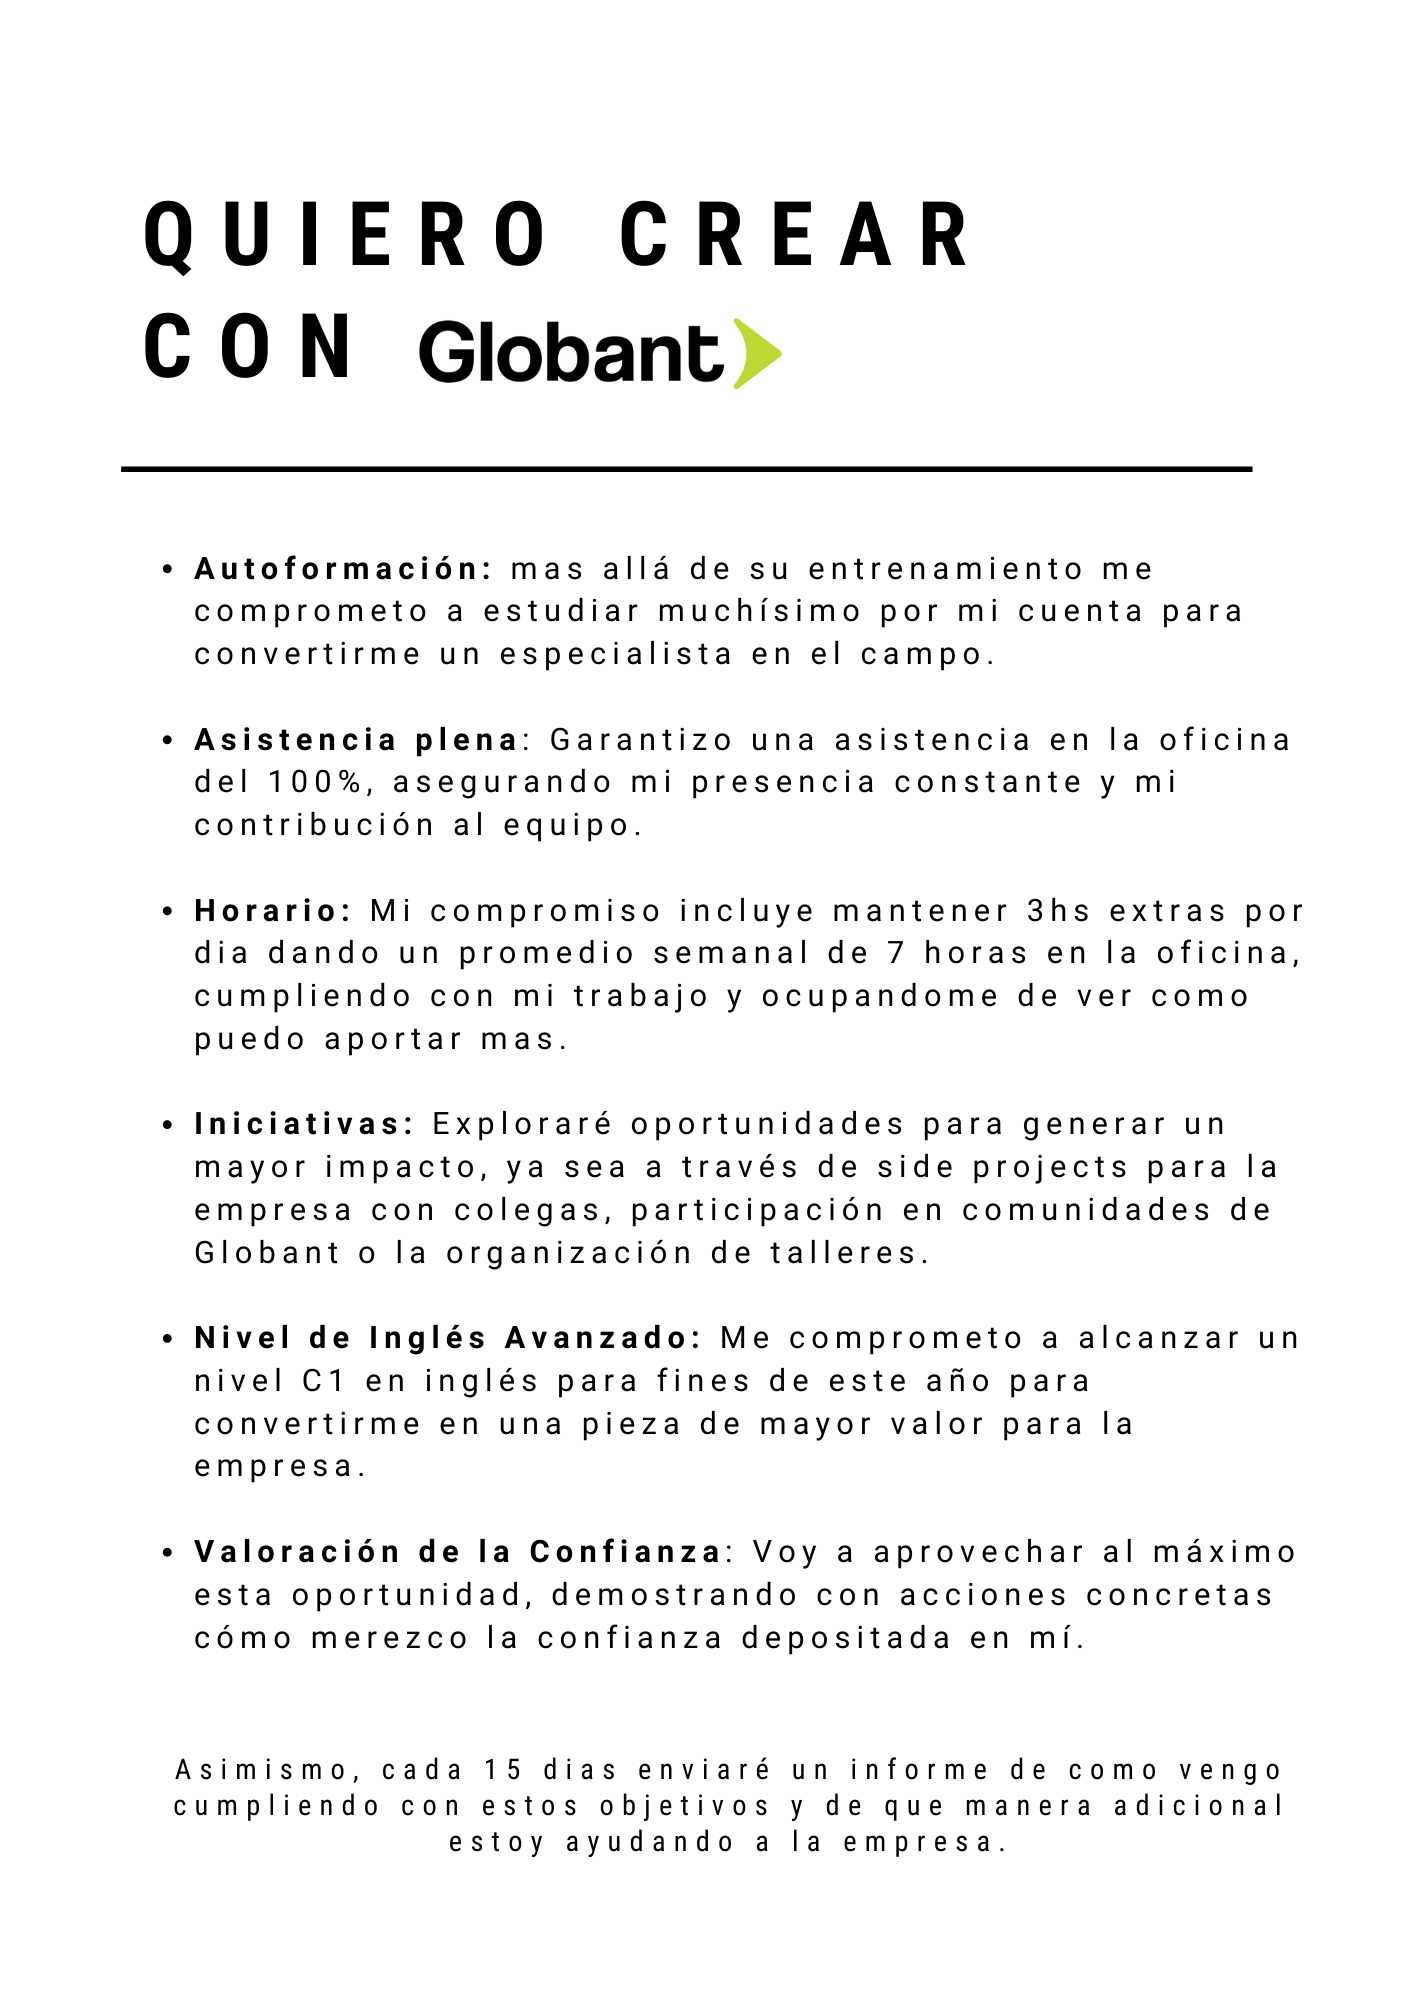 QUIERO CREAR
CON Globant
• Autoformación: mas allá de su entrenamiento me
comprometo a estudiar muchísimo por mi cuenta para
convertirme un especialista en el campo.
• Asistencia plena: Garantizo una asistencia en la oficina
del 100%, asegurando mi presencia constante y mi
contribución al equipo.
• Horario: Mi compromiso incluye mantener 3hs extras por
dia dando un promedio semanal de 7 horas en la oficina,
cumpliendo con mi trabajo y ocupandome de ver como
puedo aportar mas.
• Iniciativas: Exploraré oportunidades para generar un
mayor impacto, ya sea a través de side projects para la
empresa con colegas, participación en comunidades de
Globant o la organización de talleres.
• Nivel de Inglés Avanzado: Me comprometo a alcanzar un
nivel C1 en inglés para fines de este año para
convertirme en una pieza de mayor valor para la
empresa.
• Valoración de la Confianza: Voy a aprovechar al máximo
esta oportunidad, demostrando con acciones concretas
cómo merezco la confianza depositada en mí.
Asimismo, cada 15 dias enviaré un informe de como vengo
cumpliendo con estos objetivos y de que manera adicional
estoy ayudando a la empresa.